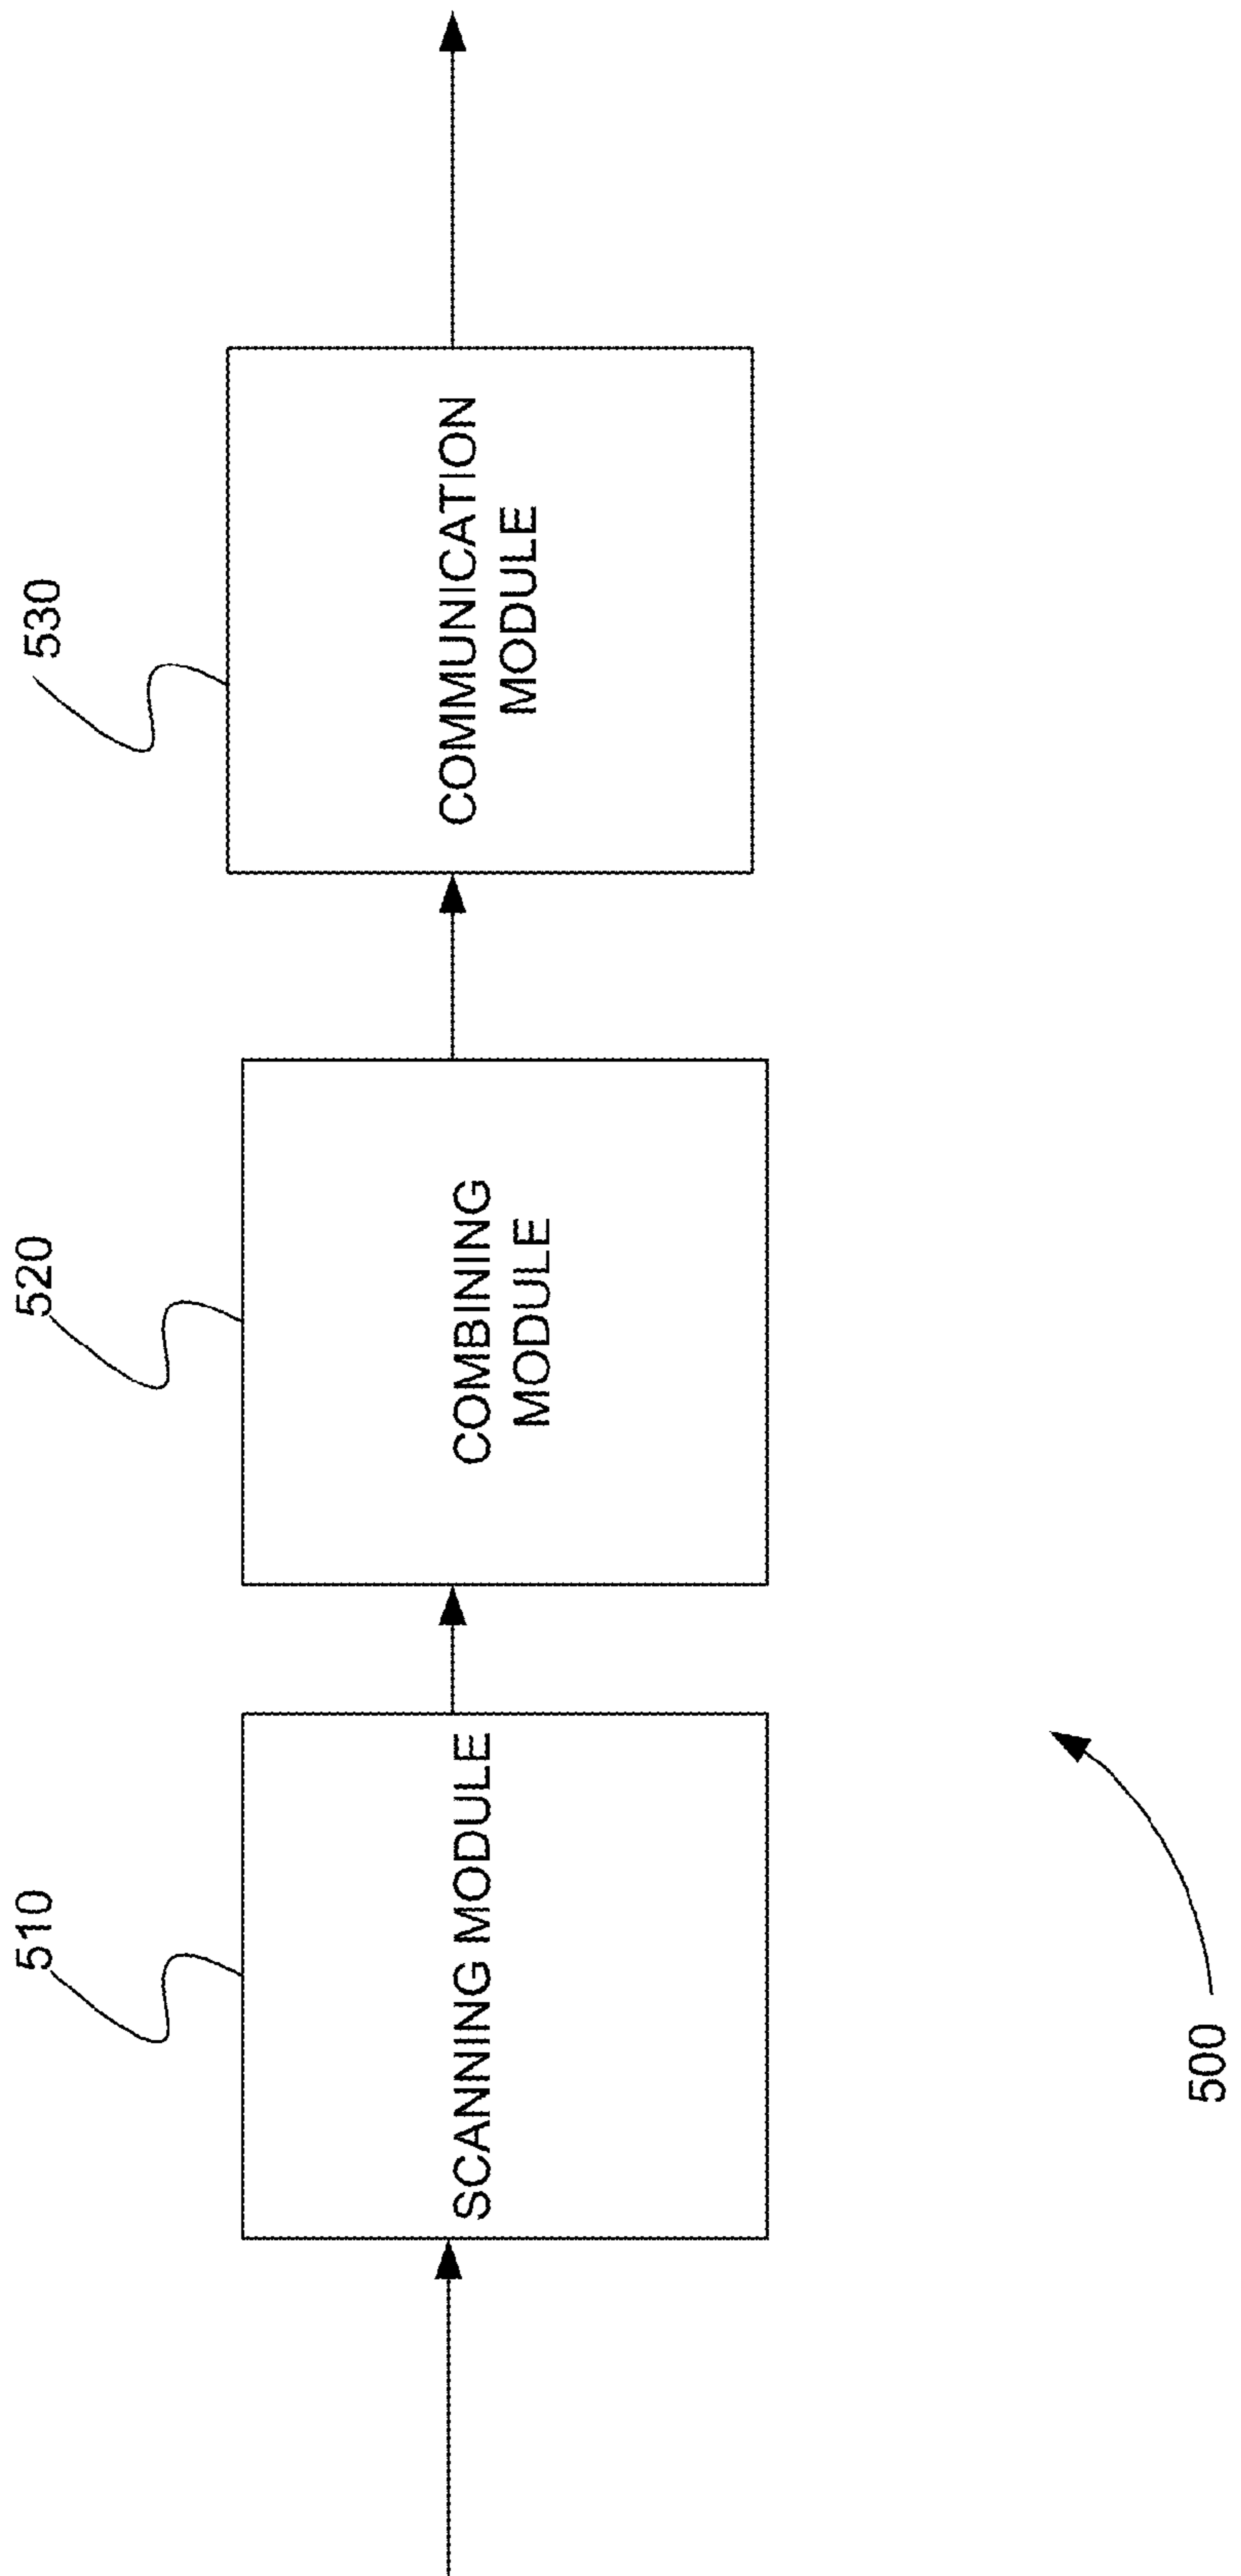 510
520
530
SCANNING MODULE
COMBINING
MODULE
COMMUNICATION
MODULE
500